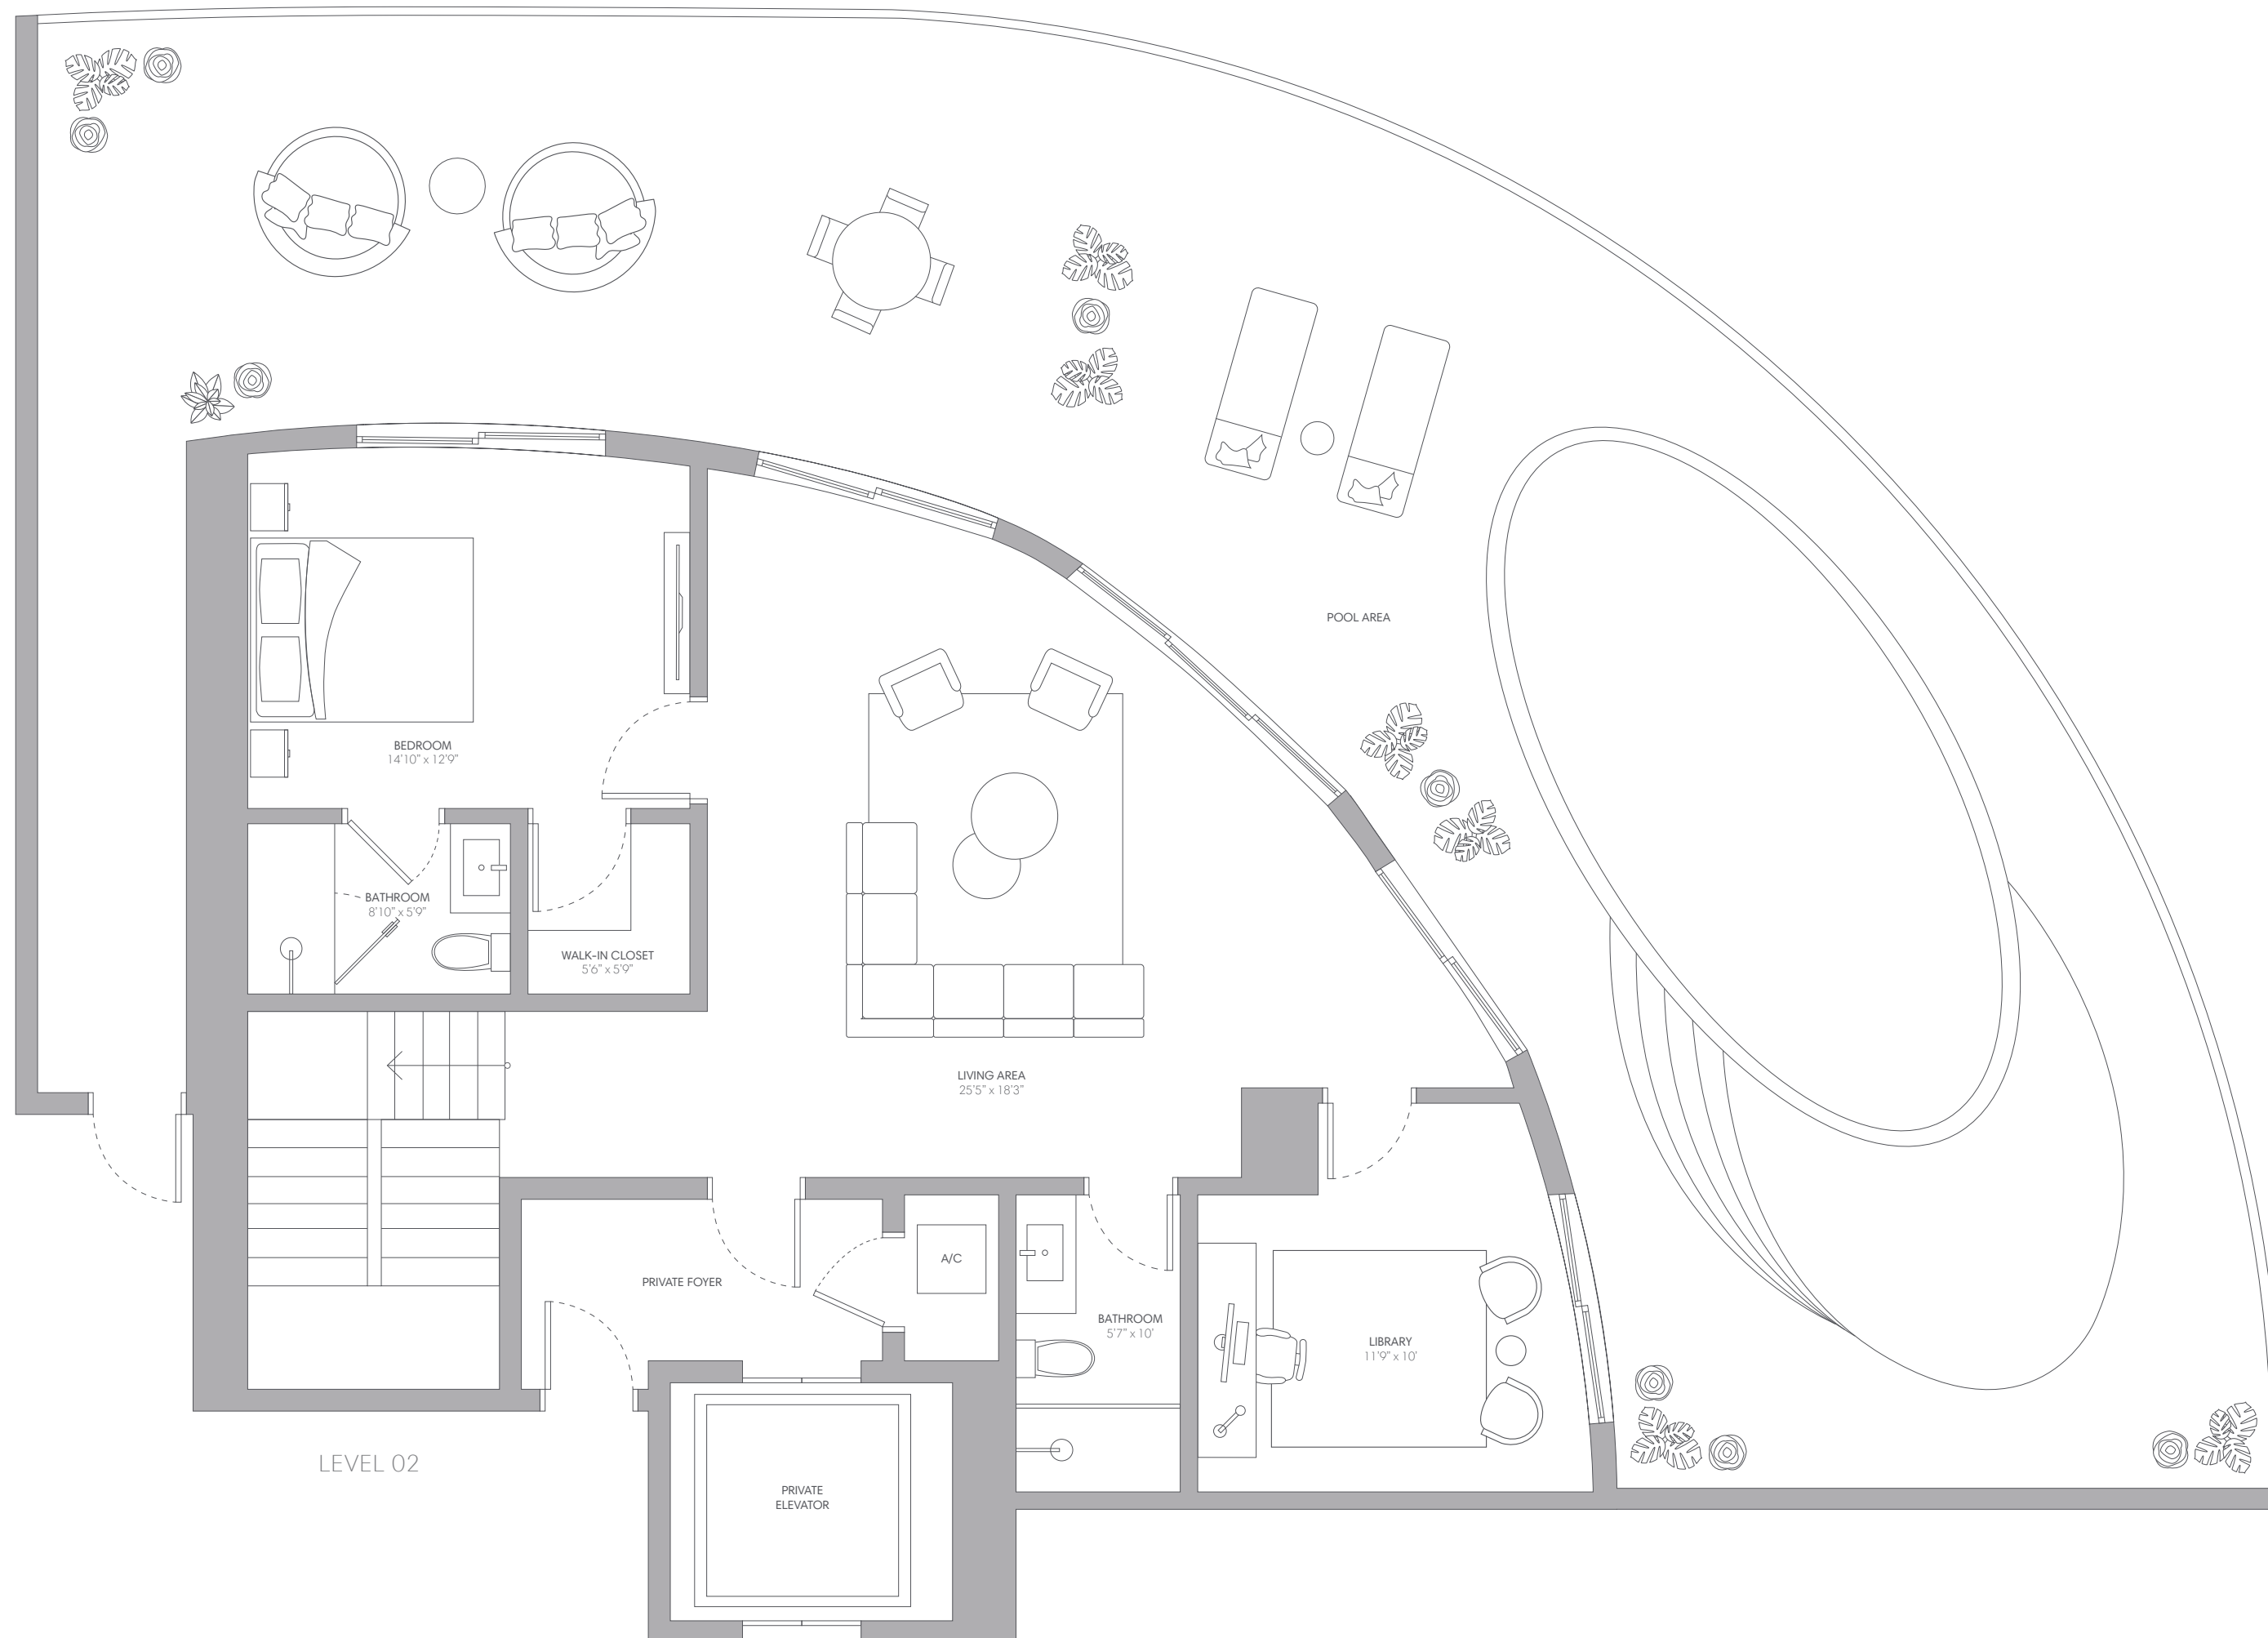 POOL AREA
BEDROOM
14'10" x 12'9"
BATHROOM
8'10" x 5'9"
WALK-IN CLOSET
5'6" x 5'9"
LIVING AREA
25'5" x 18'3"
A/C
PRIVATE FOYER
BATHROOM
5'7" x 10'
LIBRARY
11'9" x 10'
LEVEL 02
PRIVATE
ELEVATOR